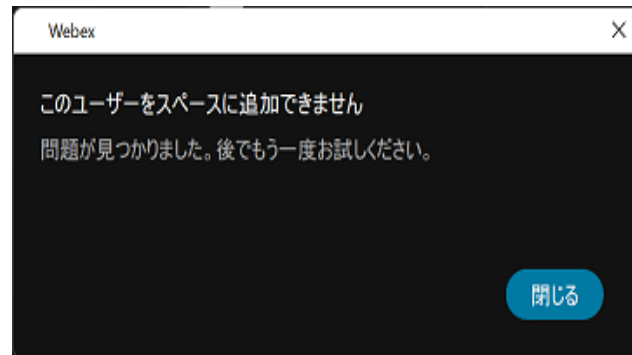 Webex
このユーザーをスペースに追加できません
問題が見つかりました。後でもう一度お試しください。
閉じる